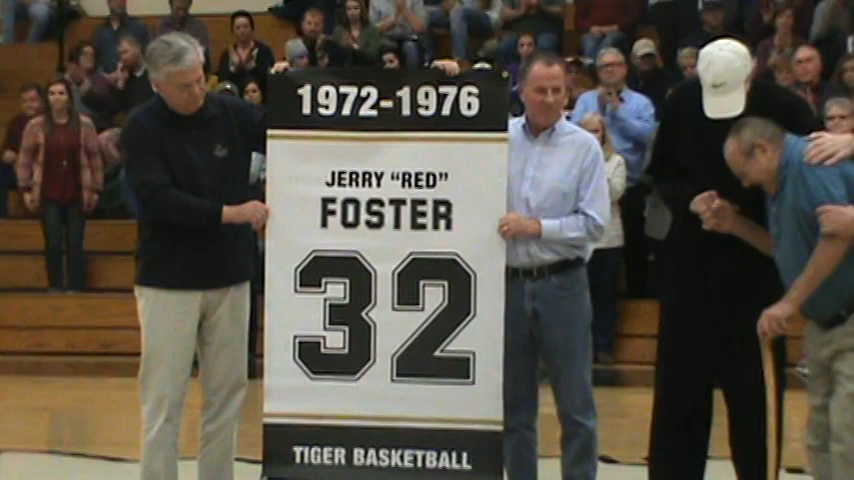 1972-1976
JERRY "RED"
FOSTER
32
TIGER BASKETBALL